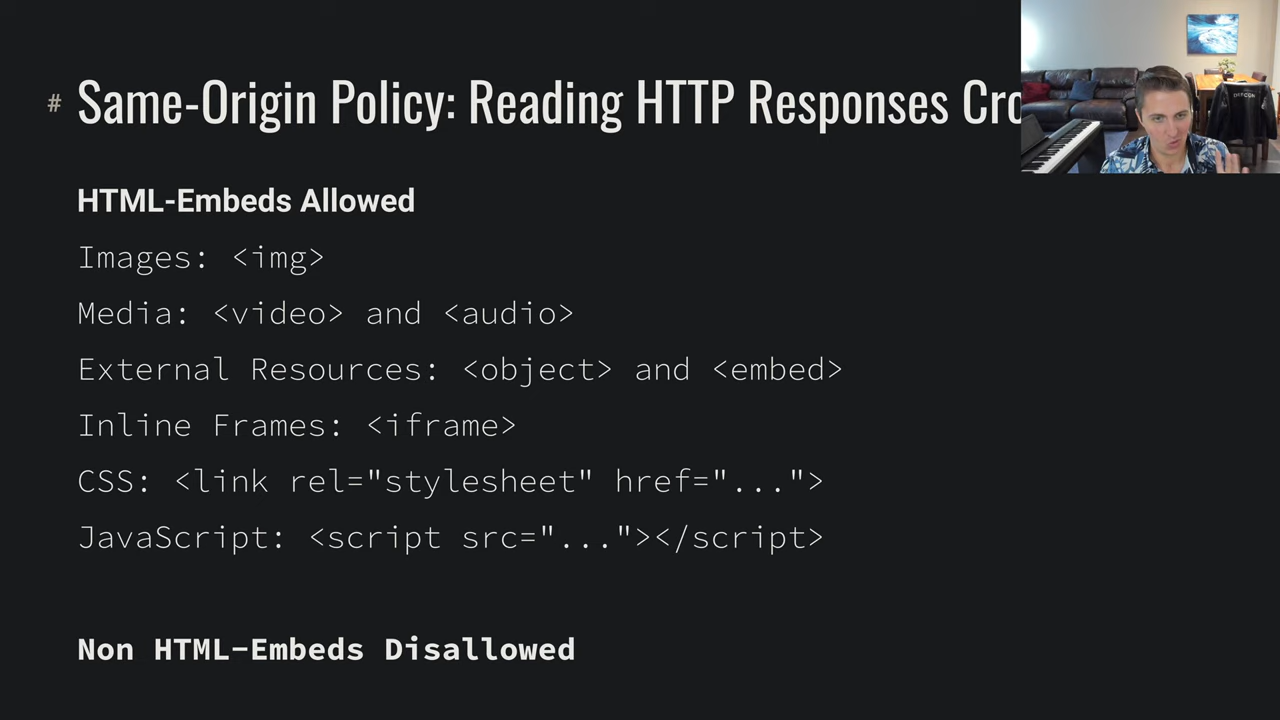 # Same-Origin Policy: Reading HTTP Responses
HTML-Embeds Allowed
Images: <img>
Media: <video> and <audio>
External Resources: <object> and <embed>
Inline Frames: <iframe>
CSS: <link rel="stylesheet" href="...">
JavaScript: <script src="..."></script>
Non HTML-Embeds Disallowed
DEFCON